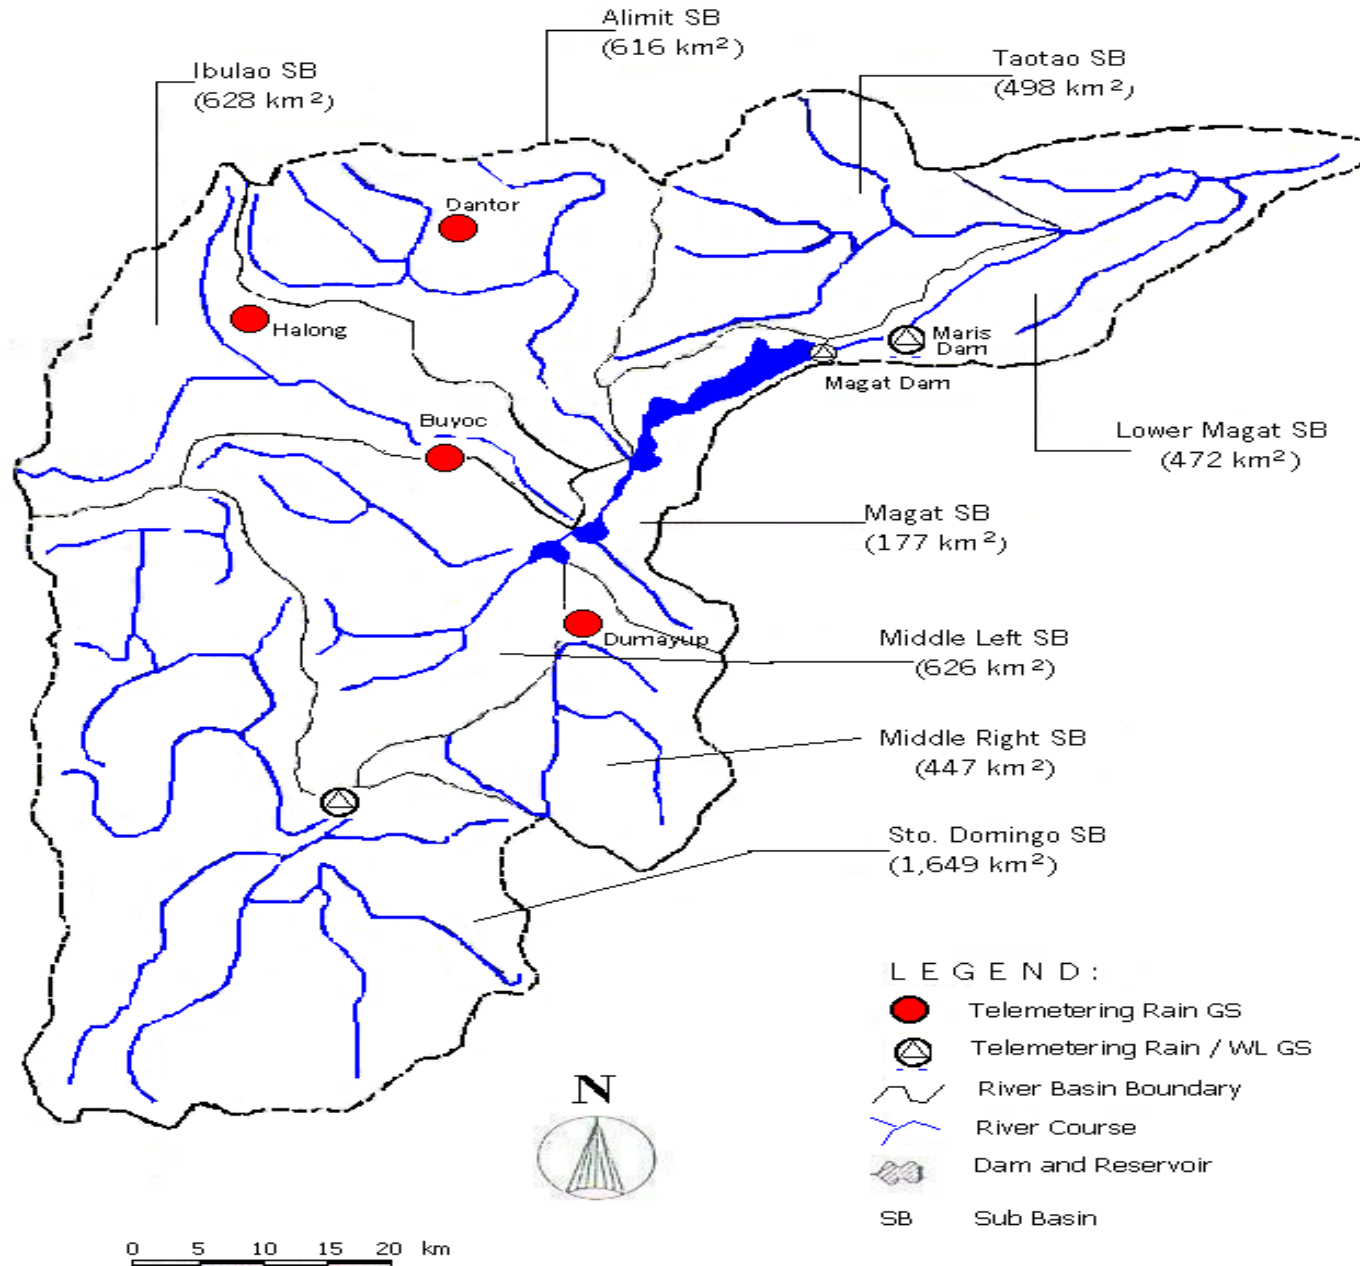 Alimit SB
(616 km²)
Ibulao SB
(628 km²)
Taotao SB
(498 km²)
Dantor
Halong
Maris
Dam
Magat Dam
Buyoc
Lower Magat SB
(472 km²)
Magat SB
(177 km²)
Dumayup
Middle Left SB
(626 km²)
Middle Right SB
(447 km²)
Sto. Domingo SB
(1,649 km²)
LEGEND:
Telemetering Rain GS
Telemetering Rain / WL GS
River Basin Boundary
River Course
Dam and Reservoir
SB Sub Basin
N
0 5 10 15 20 km